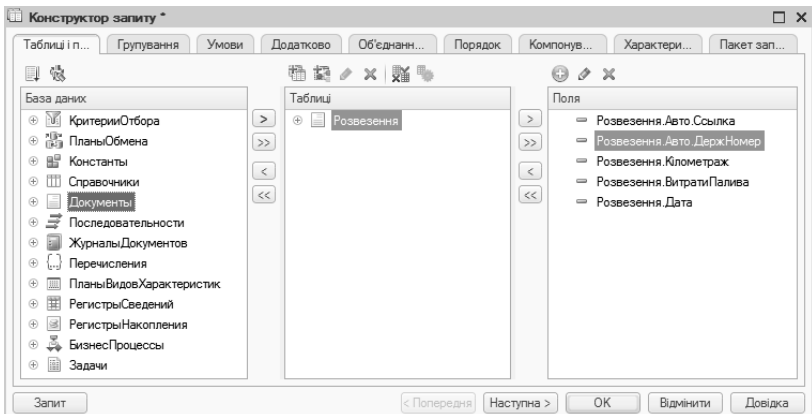 Конструктор запиту *
Таблиці і п... Групування Умови Додатково Об'єднанн... Порядок Компонув... Характери... Пакет зап...
База даних
КритерииОтбора
ПланыОбмена
Константы
Справочники
Документы
Последовательности
ЖурналыДокументов
Перечисления
ПланыВидовХарактеристик
РегистрыСведений
РегистрыНакопления
БизнесПроцессы
Задачи
>
>>
<
<<
Таблиці
Розвезення
>
>>
<
<<
Поля
Розвезення.Авто.Ссылка
Розвезення.Авто.ДержНомер
Розвезення.Кілометраж
Розвезення.ВитратиПалива
Розвезення.Дата
Запит < Попередня Наступна > OK Відмінити Довідка